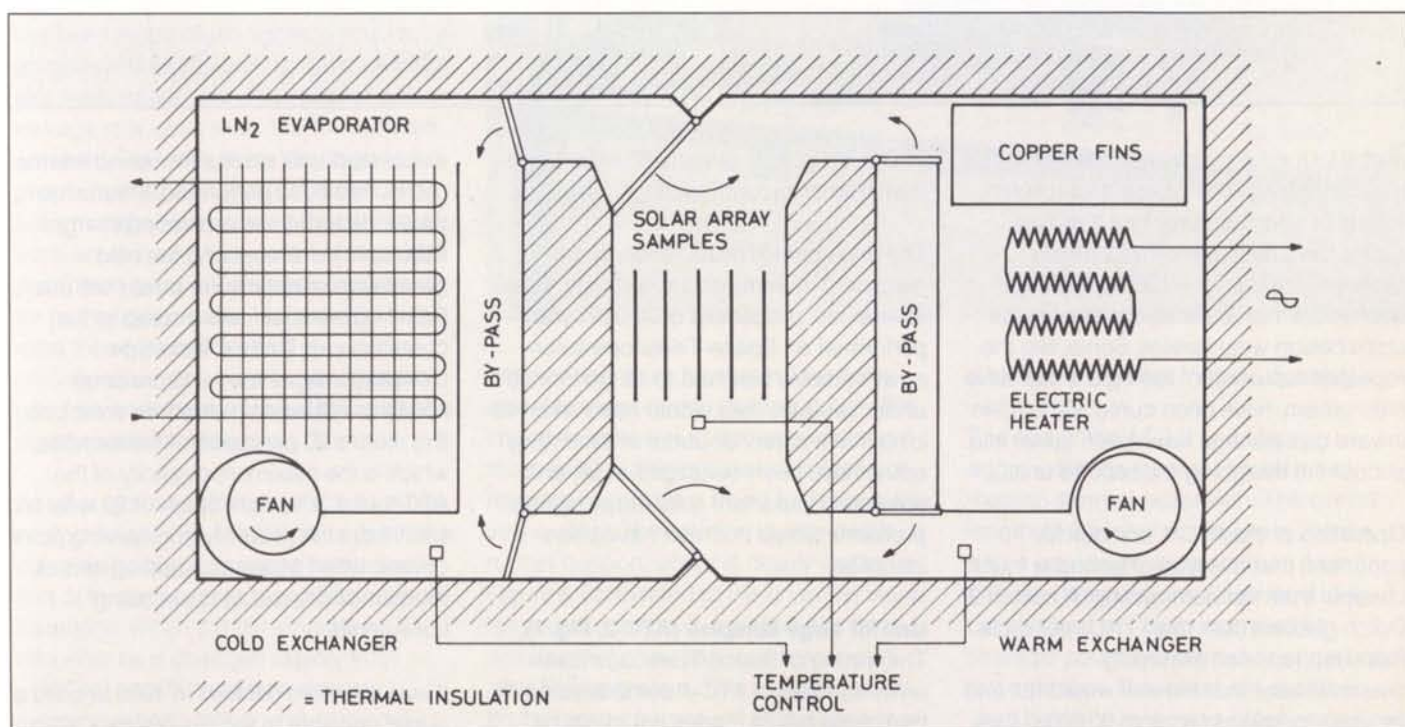 LN2 EVAPORATOR
COPPER FINS
SOLAR ARRAY
SAMPLES
BY-PASS
BY-PASS
ELECTRIC
HEATER
FAN
FAN
COLD EXCHANGER
WARM EXCHANGER
TEMPERATURE
CONTROL
= THERMAL INSULATION